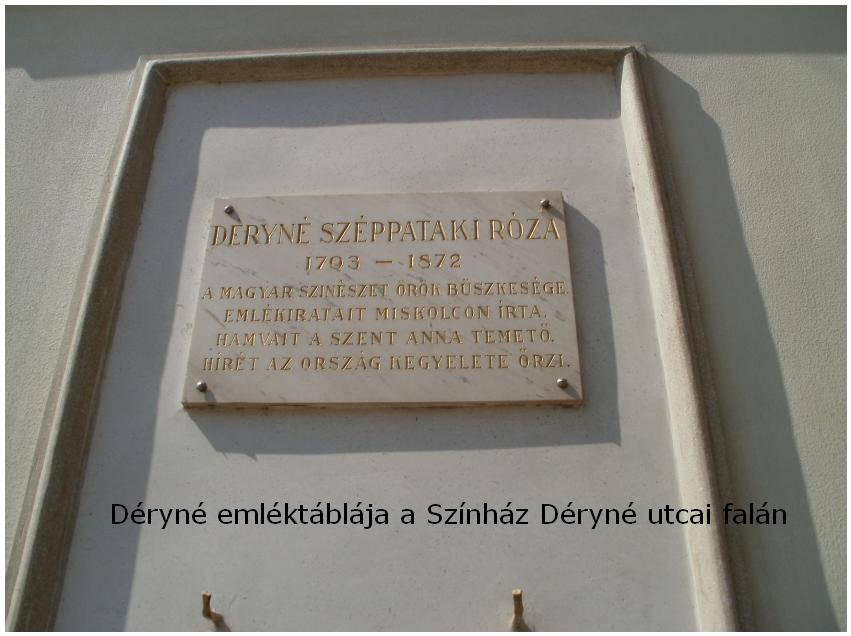 DÉRYNÉ SZÉPPATAKI RÓZA
1793 – 1872
A MAGYAR SZINÉSZET ÖRÖK BÜSZKESÉGE.
EMLÉKIRATAIT MISKOLCON ÍRTA.
HAMVAIT A SZENT ANNA TEMETŐ.
HÍRÉT AZ ORSZÁG KEGYELETE ŐRZI.
Déryné emléktáblája a Színház Déryné utcai falán